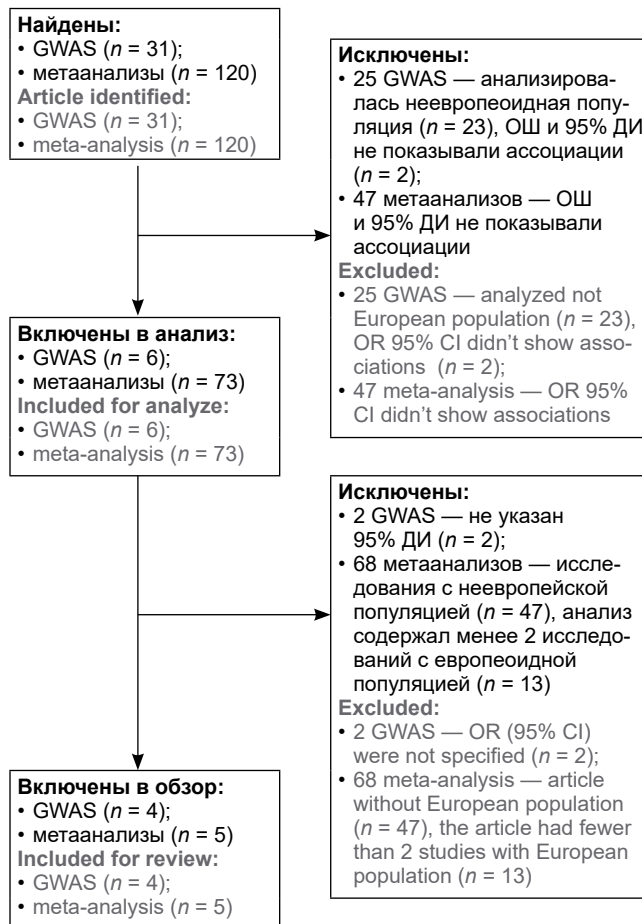 Найдены:
• GWAS (n = 31);
• метаанализы (n = 120)
Article identified:
• GWAS (n = 31);
• meta-analysis (n = 120)
Исключены:
• 25 GWAS — анализирова-
лась неевропеоидная попу-
ляция (n = 23), ОШ и 95% ДИ
не показывали ассоциации
(n = 2);
• 47 метаанализов — ОШ
и 95% ДИ не показывали
ассоциации
Excluded:
• 25 GWAS — analyzed not
European population (n = 23),
OR 95% CI didn’t show asso-
ciations (n = 2);
• 47 meta-analysis — OR 95%
CI didn’t show associations
Включены в анализ:
• GWAS (n = 6);
• метаанализы (n = 73)
Included for analyze:
• GWAS (n = 6);
• meta-analysis (n = 73)
Исключены:
• 2 GWAS — не указан
95% ДИ (n = 2);
• 68 метаанализов — иссле-
дования с неевропейской
популяцией (n = 47), анализ
содержал менее 2 исследо-
ваний с европеоидной
популяцией (n = 13)
Excluded:
• 2 GWAS — OR (95% CI)
were not specified (n = 2);
• 68 meta-analysis — article
without European population
(n = 47), the article had fewer
than 2 studies with European
population (n = 13)
Включены в обзор:
• GWAS (n = 4);
• метаанализы (n = 5)
Included for review:
• GWAS (n = 4);
• meta-analysis (n = 5)